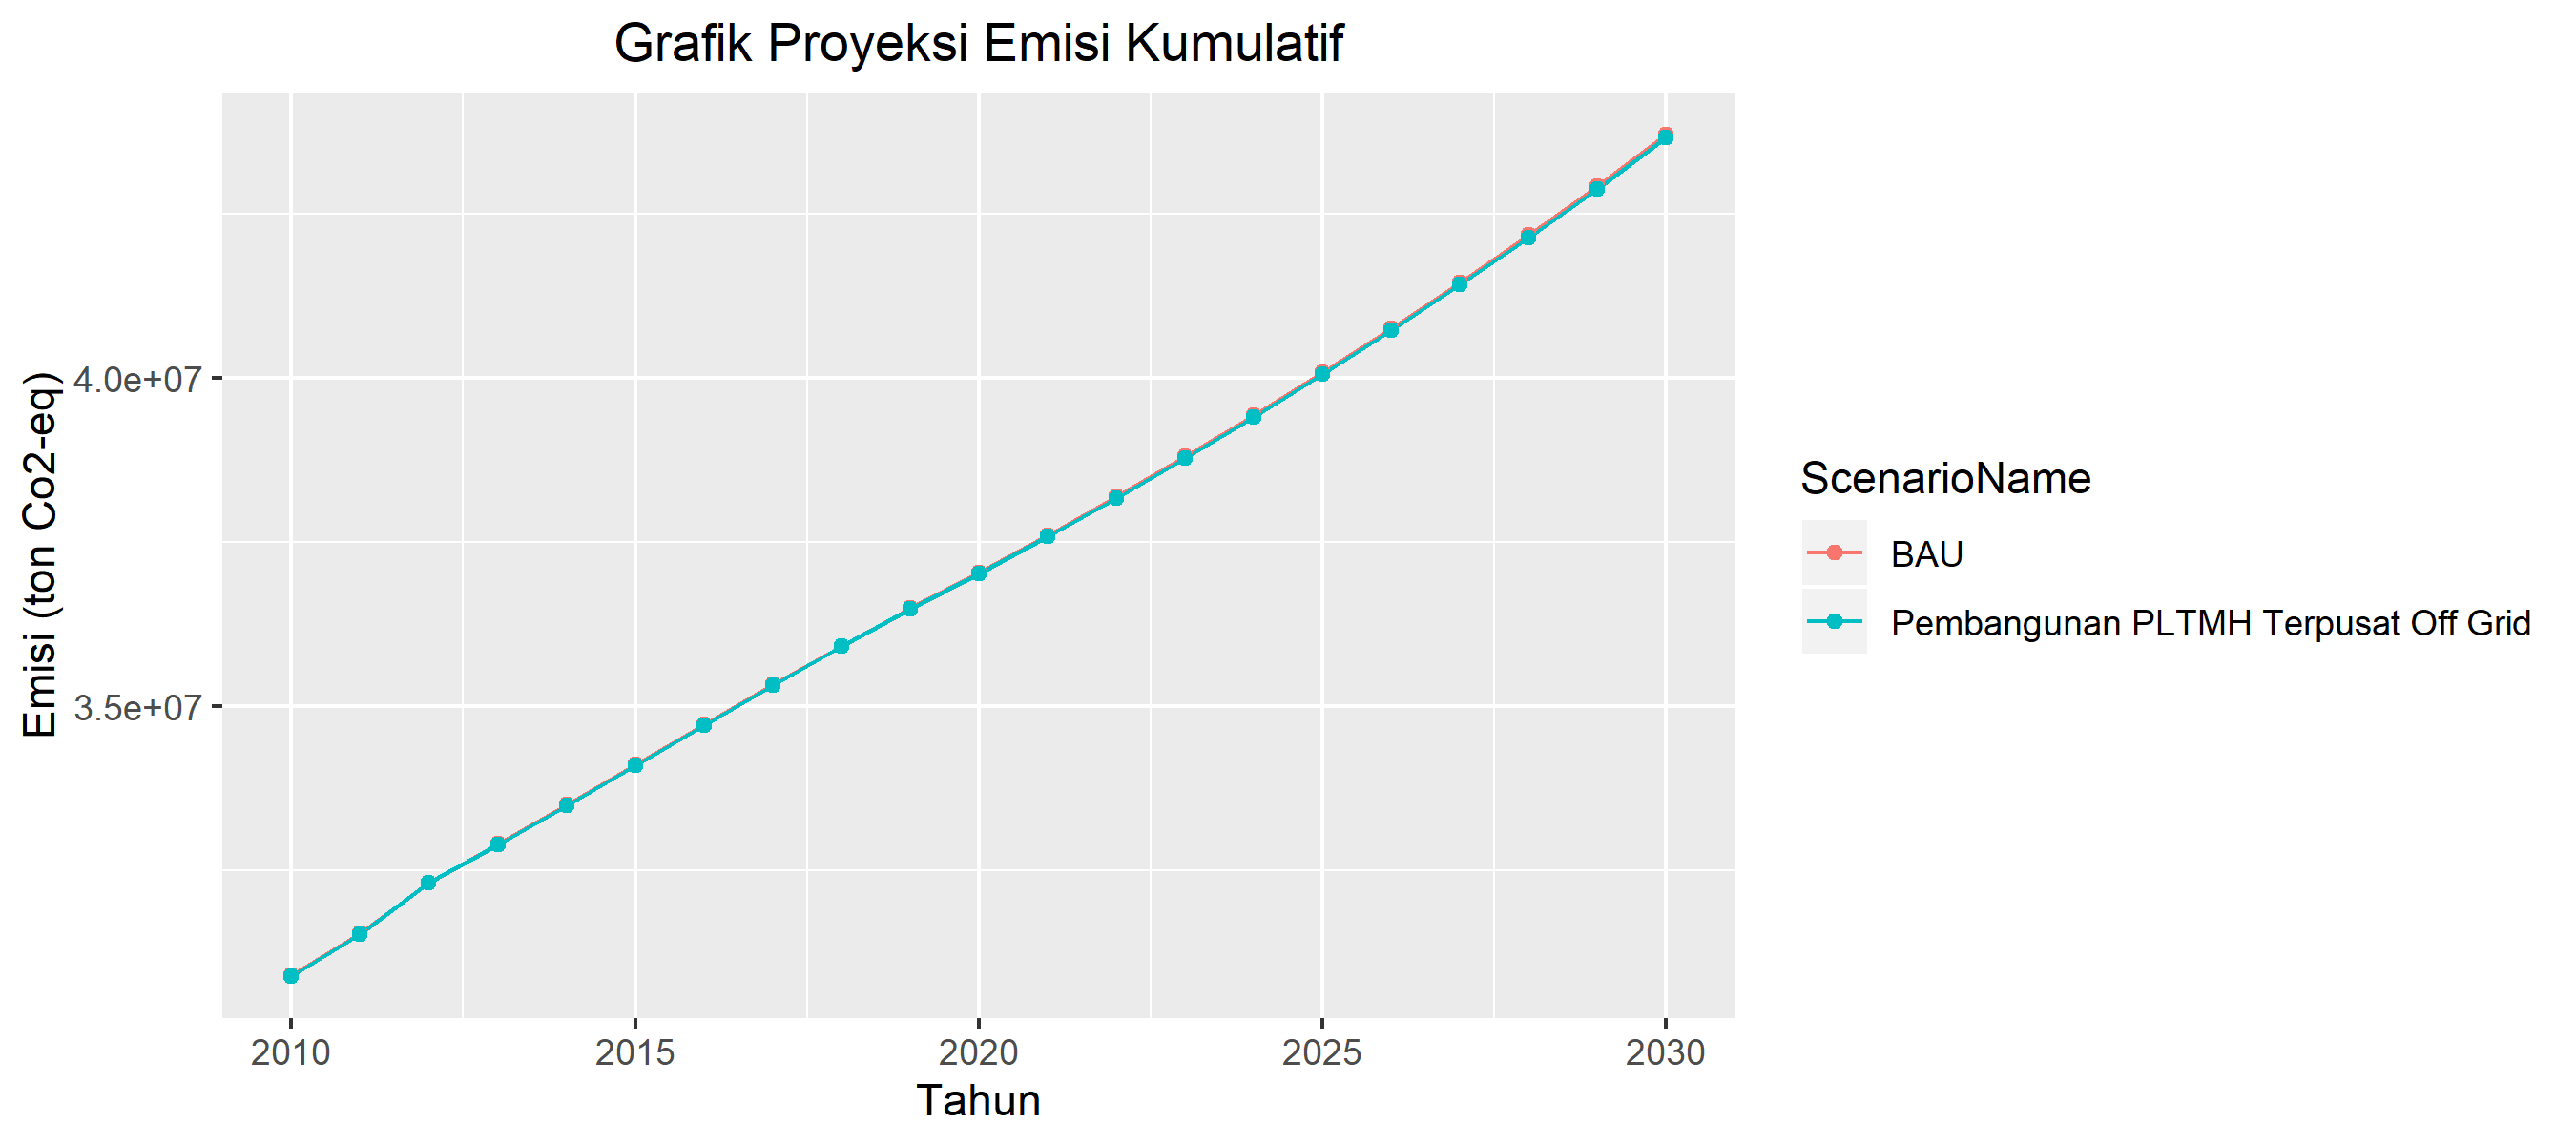 Grafik Proyeksi Emisi Kumulatif
Emisi (ton Co2-eq)
4.0e+07
3.5e+07
2010 2015 2020 2025 2030
Tahun
ScenarioName
BAU
Pembangunan PLTMH Terpusat Off Grid